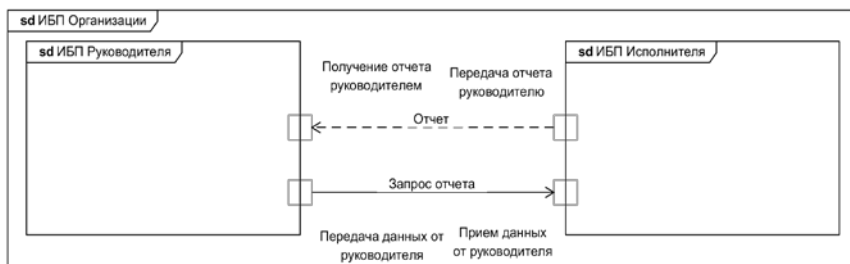 sd ИБП Организации
sd ИБП Руководителя
sd ИБП Исполнителя
Получение отчета
руководителем
Передача отчета
руководителю
Отчет
Запрос отчета
Передача данных от
руководителя
Прием данных
от руководителя